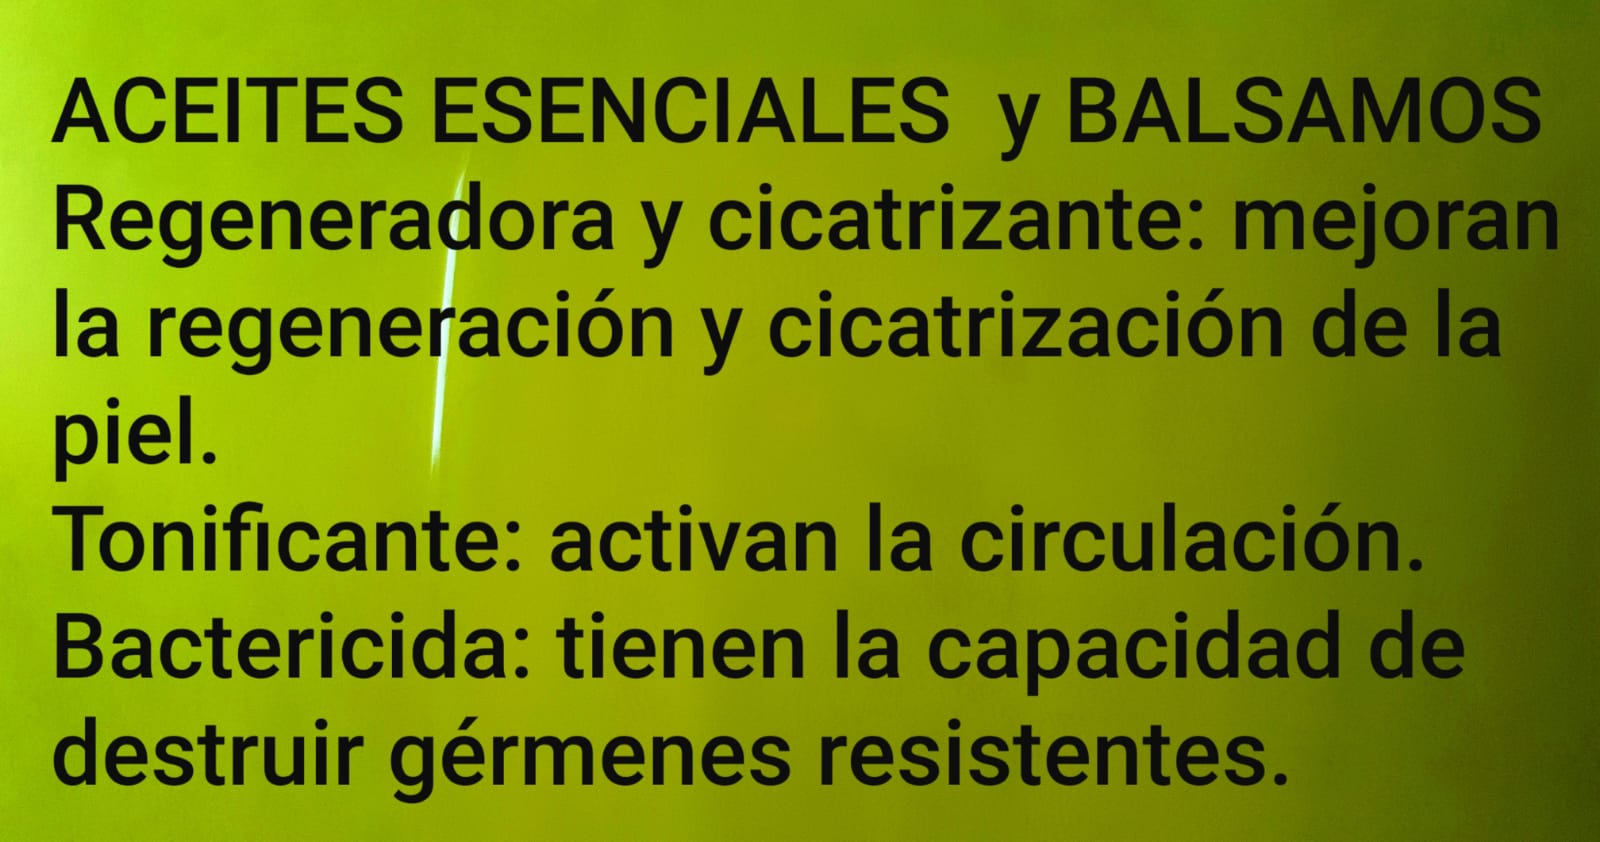 ACEITES ESENCIALES y BALSAMOS
Regeneradora y cicatrizante: mejoran
la regeneración y cicatrización de la
piel.
Tonificante: activan la circulación.
Bactericida: tienen la capacidad de
destruir gérmenes resistentes.